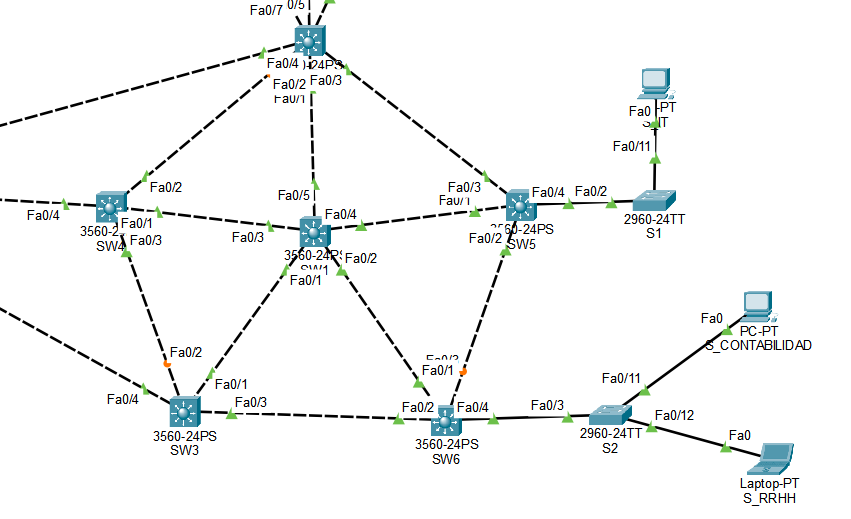 Fa0/7
0/5
Fa0/4
-24PS
Fa0/2
Fa0/3
Fa0/1
Fa0
-PT
S_IT
Fa0/11
Fa0/2
Fa0/4
Fa0/1
Fa0/3
3560-2
SW4
Fa0/5
Fa0/4
Fa0/3
3560-24PS
SW1
Fa0/2
Fa0/1
Fa0/3
Fa0/1
Fa0/4
Fa0/2
3560-24PS
SW5
Fa0/2
2960-24TT
S1
Fa0
PC-PT
S_CONTABILIDAD
Fa0/2
Fa0/1
Fa0/4
Fa0/3
3560-24PS
SW3
Fa0/1
Fa0/2
Fa0/4
3560-24PS
SW6
Fa0/3
Fa0/11
2960-24TT
S2
Fa0/12
Fa0
Laptop-PT
S_RRHH